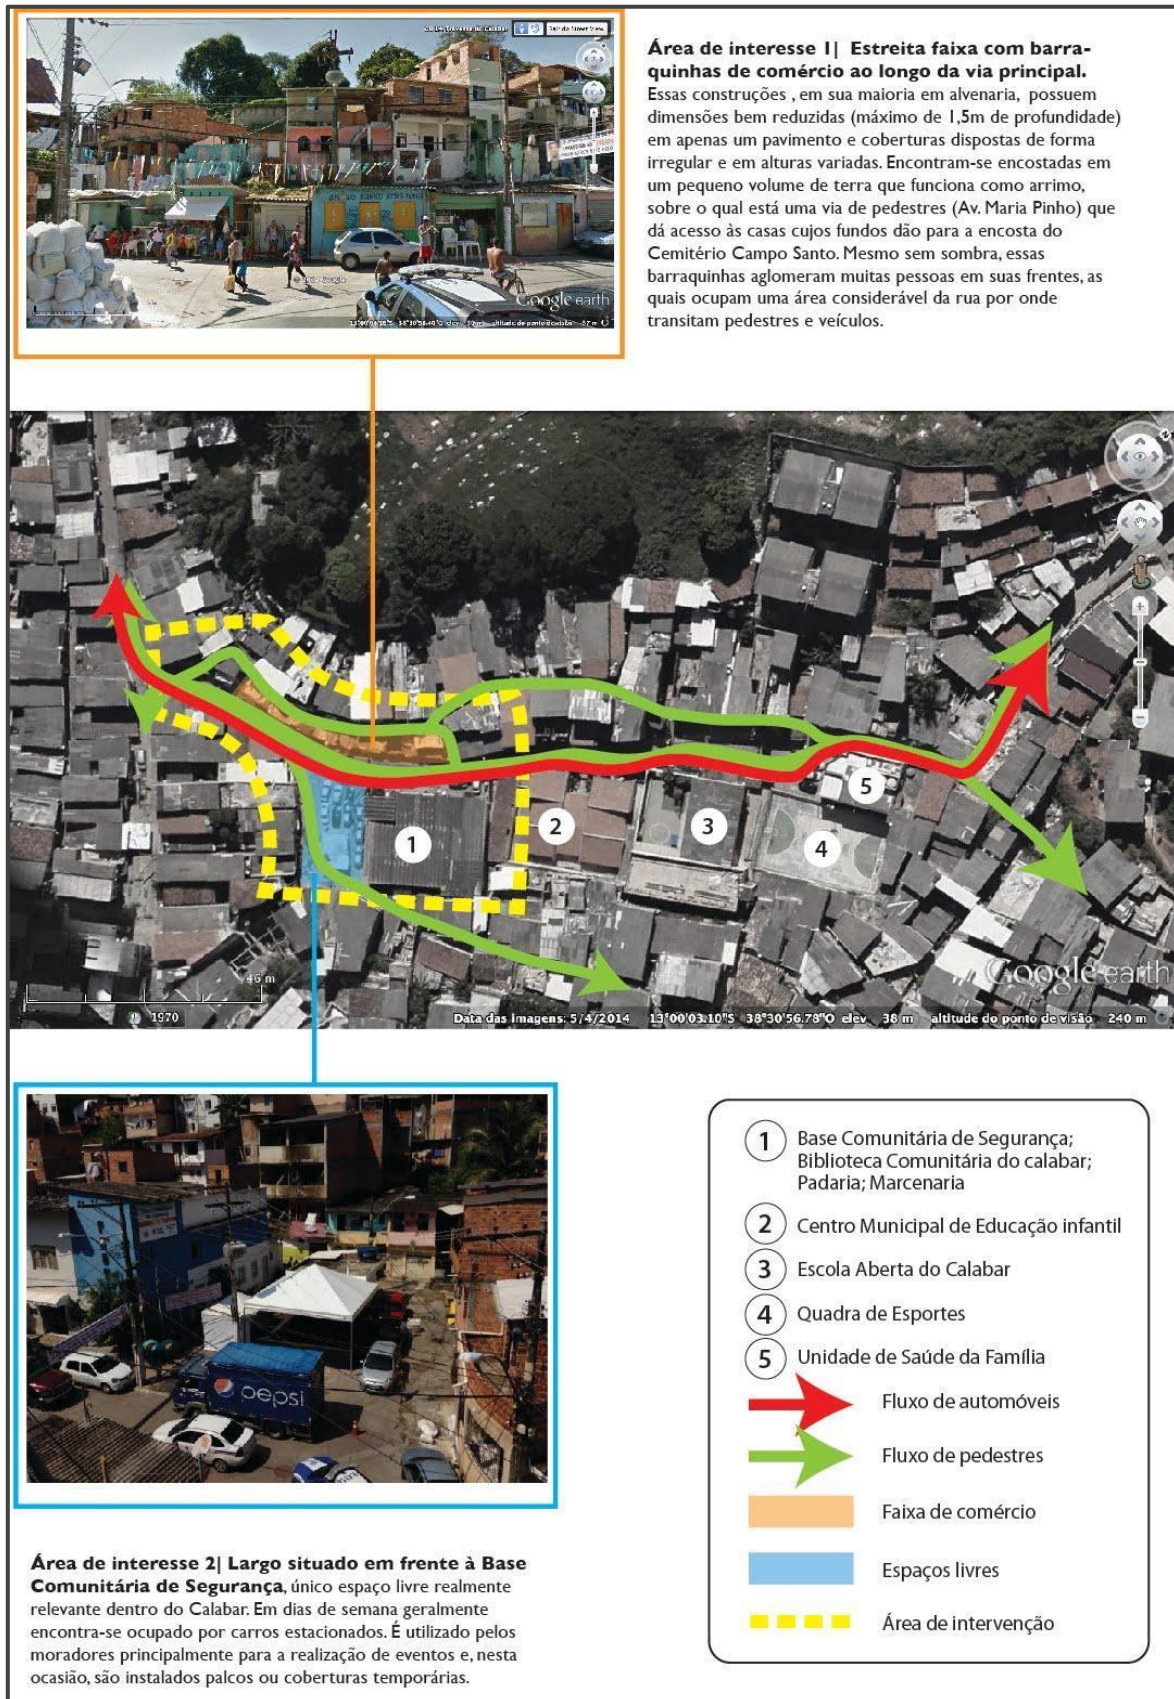 Sair do Street View
Área de interesse 1| Estreita faixa com barra-
quinhas de comércio ao longo da via principal.
Essas construções , em sua maioria em alvenaria, possuem
dimensões bem reduzidas (máximo de 1,5m de profundidade)
em apenas um pavimento e coberturas dispostas de forma
irregular e em alturas variadas. Encontram-se encostadas em
um pequeno volume de terra que funciona como arrimo,
sobre o qual está uma via de pedestres (Av. Maria Pinho) que
dá acesso às casas cujos fundos dão para a encosta do
Cemitério Campo Santo. Mesmo sem sombra, essas
barraquinhas aglomeram muitas pessoas em suas frentes, as
quais ocupam uma área considerável da rua por onde
transitam pedestres e veículos.
Google earth
N
1
2
3
4
5
46 m
1970
Google earth
Data das imagens: 5/4/2014 13°00'03.10"S 38°30'56.78"O elev 38 m altitude do ponto de visão 240 m
pepsi
1 Base Comunitária de Segurança;
Biblioteca Comunitária do calabar;
Padaria; Marcenaria
2 Centro Municipal de Educação infantil
3 Escola Aberta do Calabar
4 Quadra de Esportes
5 Unidade de Saúde da Família
Fluxo de automóveis
Fluxo de pedestres
Faixa de comércio
Espaços livres
Área de intervenção
Área de interesse 2| Largo situado em frente à Base
Comunitária de Segurança, único espaço livre realmente
relevante dentro do Calabar. Em dias de semana geralmente
encontra-se ocupado por carros estacionados. É utilizado pelos
moradores principalmente para a realização de eventos e, nesta
ocasião, são instalados palcos ou coberturas temporárias.